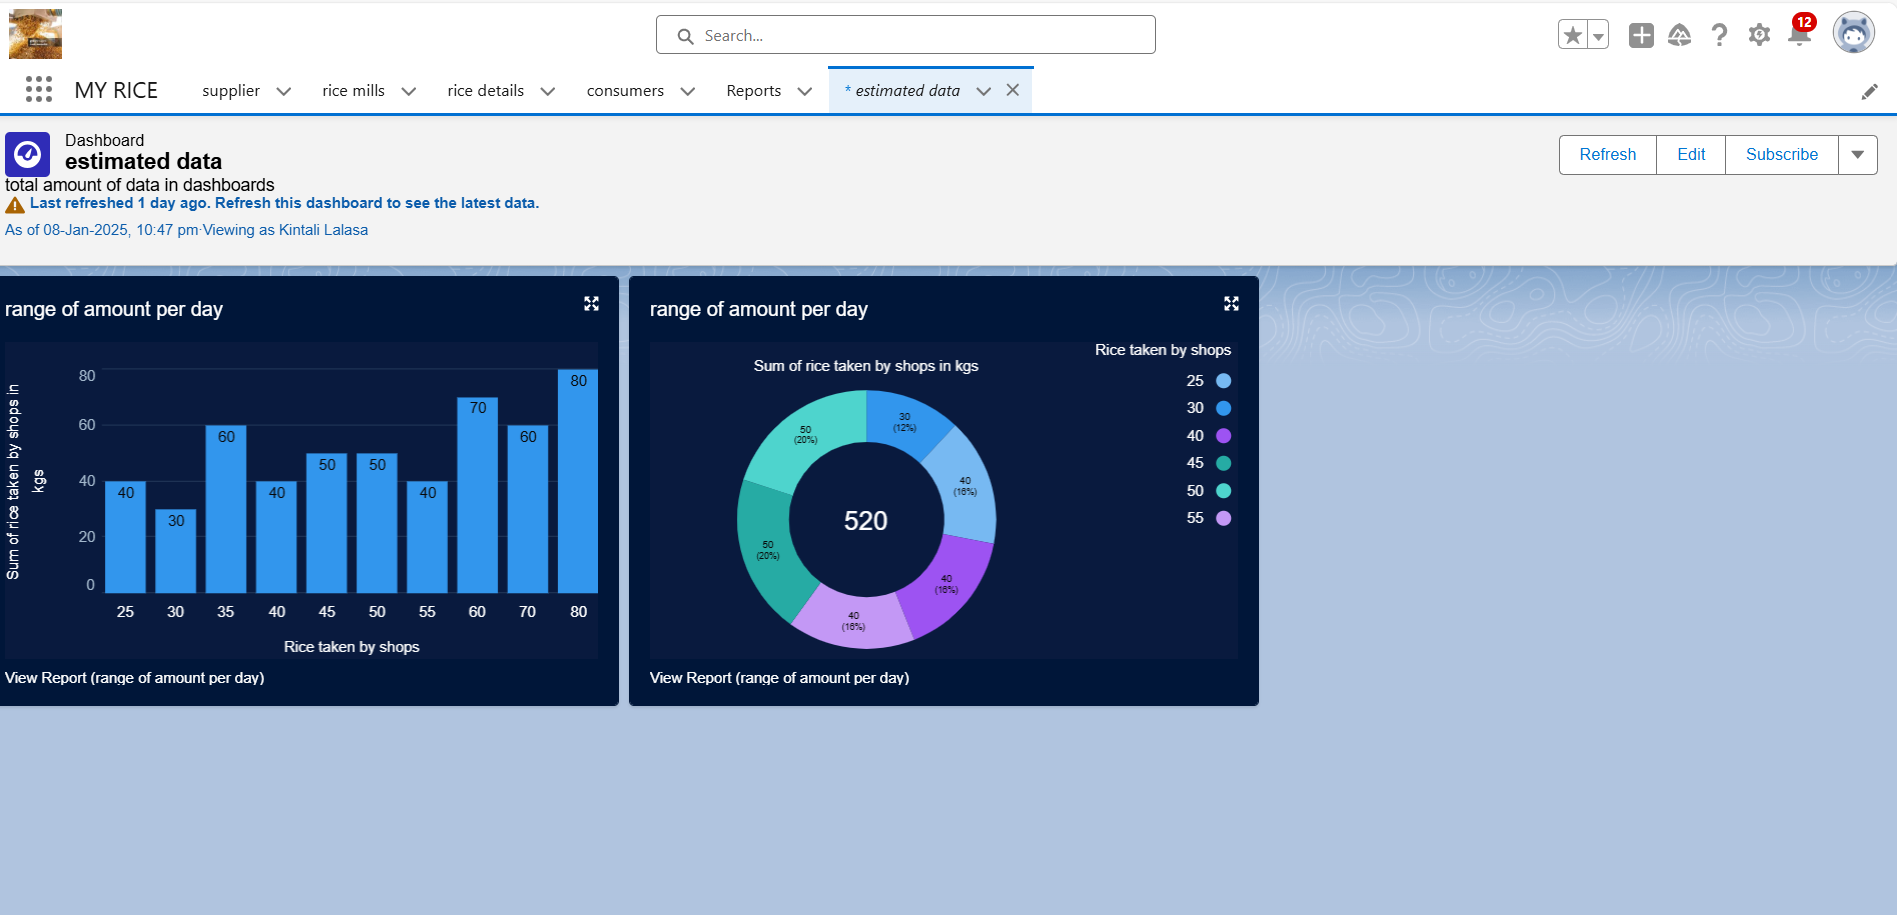 Search...
12
MY RICE
supplier
rice mills
rice details
consumers
Reports
* estimated data
Dashboard
estimated data
total amount of data in dashboards
Last refreshed 1 day ago. Refresh this dashboard to see the latest data.
As of 08-Jan-2025, 10:47 pm·Viewing as Kintali Lalasa
Refresh
Edit
Subscribe
range of amount per day
Sum of rice taken by shops in
kgs
80
60
40
20
0
40
30
60
40
50
50
40
70
60
80
25
30
35
40
45
50
55
60
70
80
Rice taken by shops
View Report (range of amount per day)
range of amount per day
Sum of rice taken by shops in kgs
30
(12%)
40
(16%)
40
(16%)
40
(16%)
50
(20%)
50
(20%)
520
Rice taken by shops
25
30
40
45
50
55
View Report (range of amount per day)